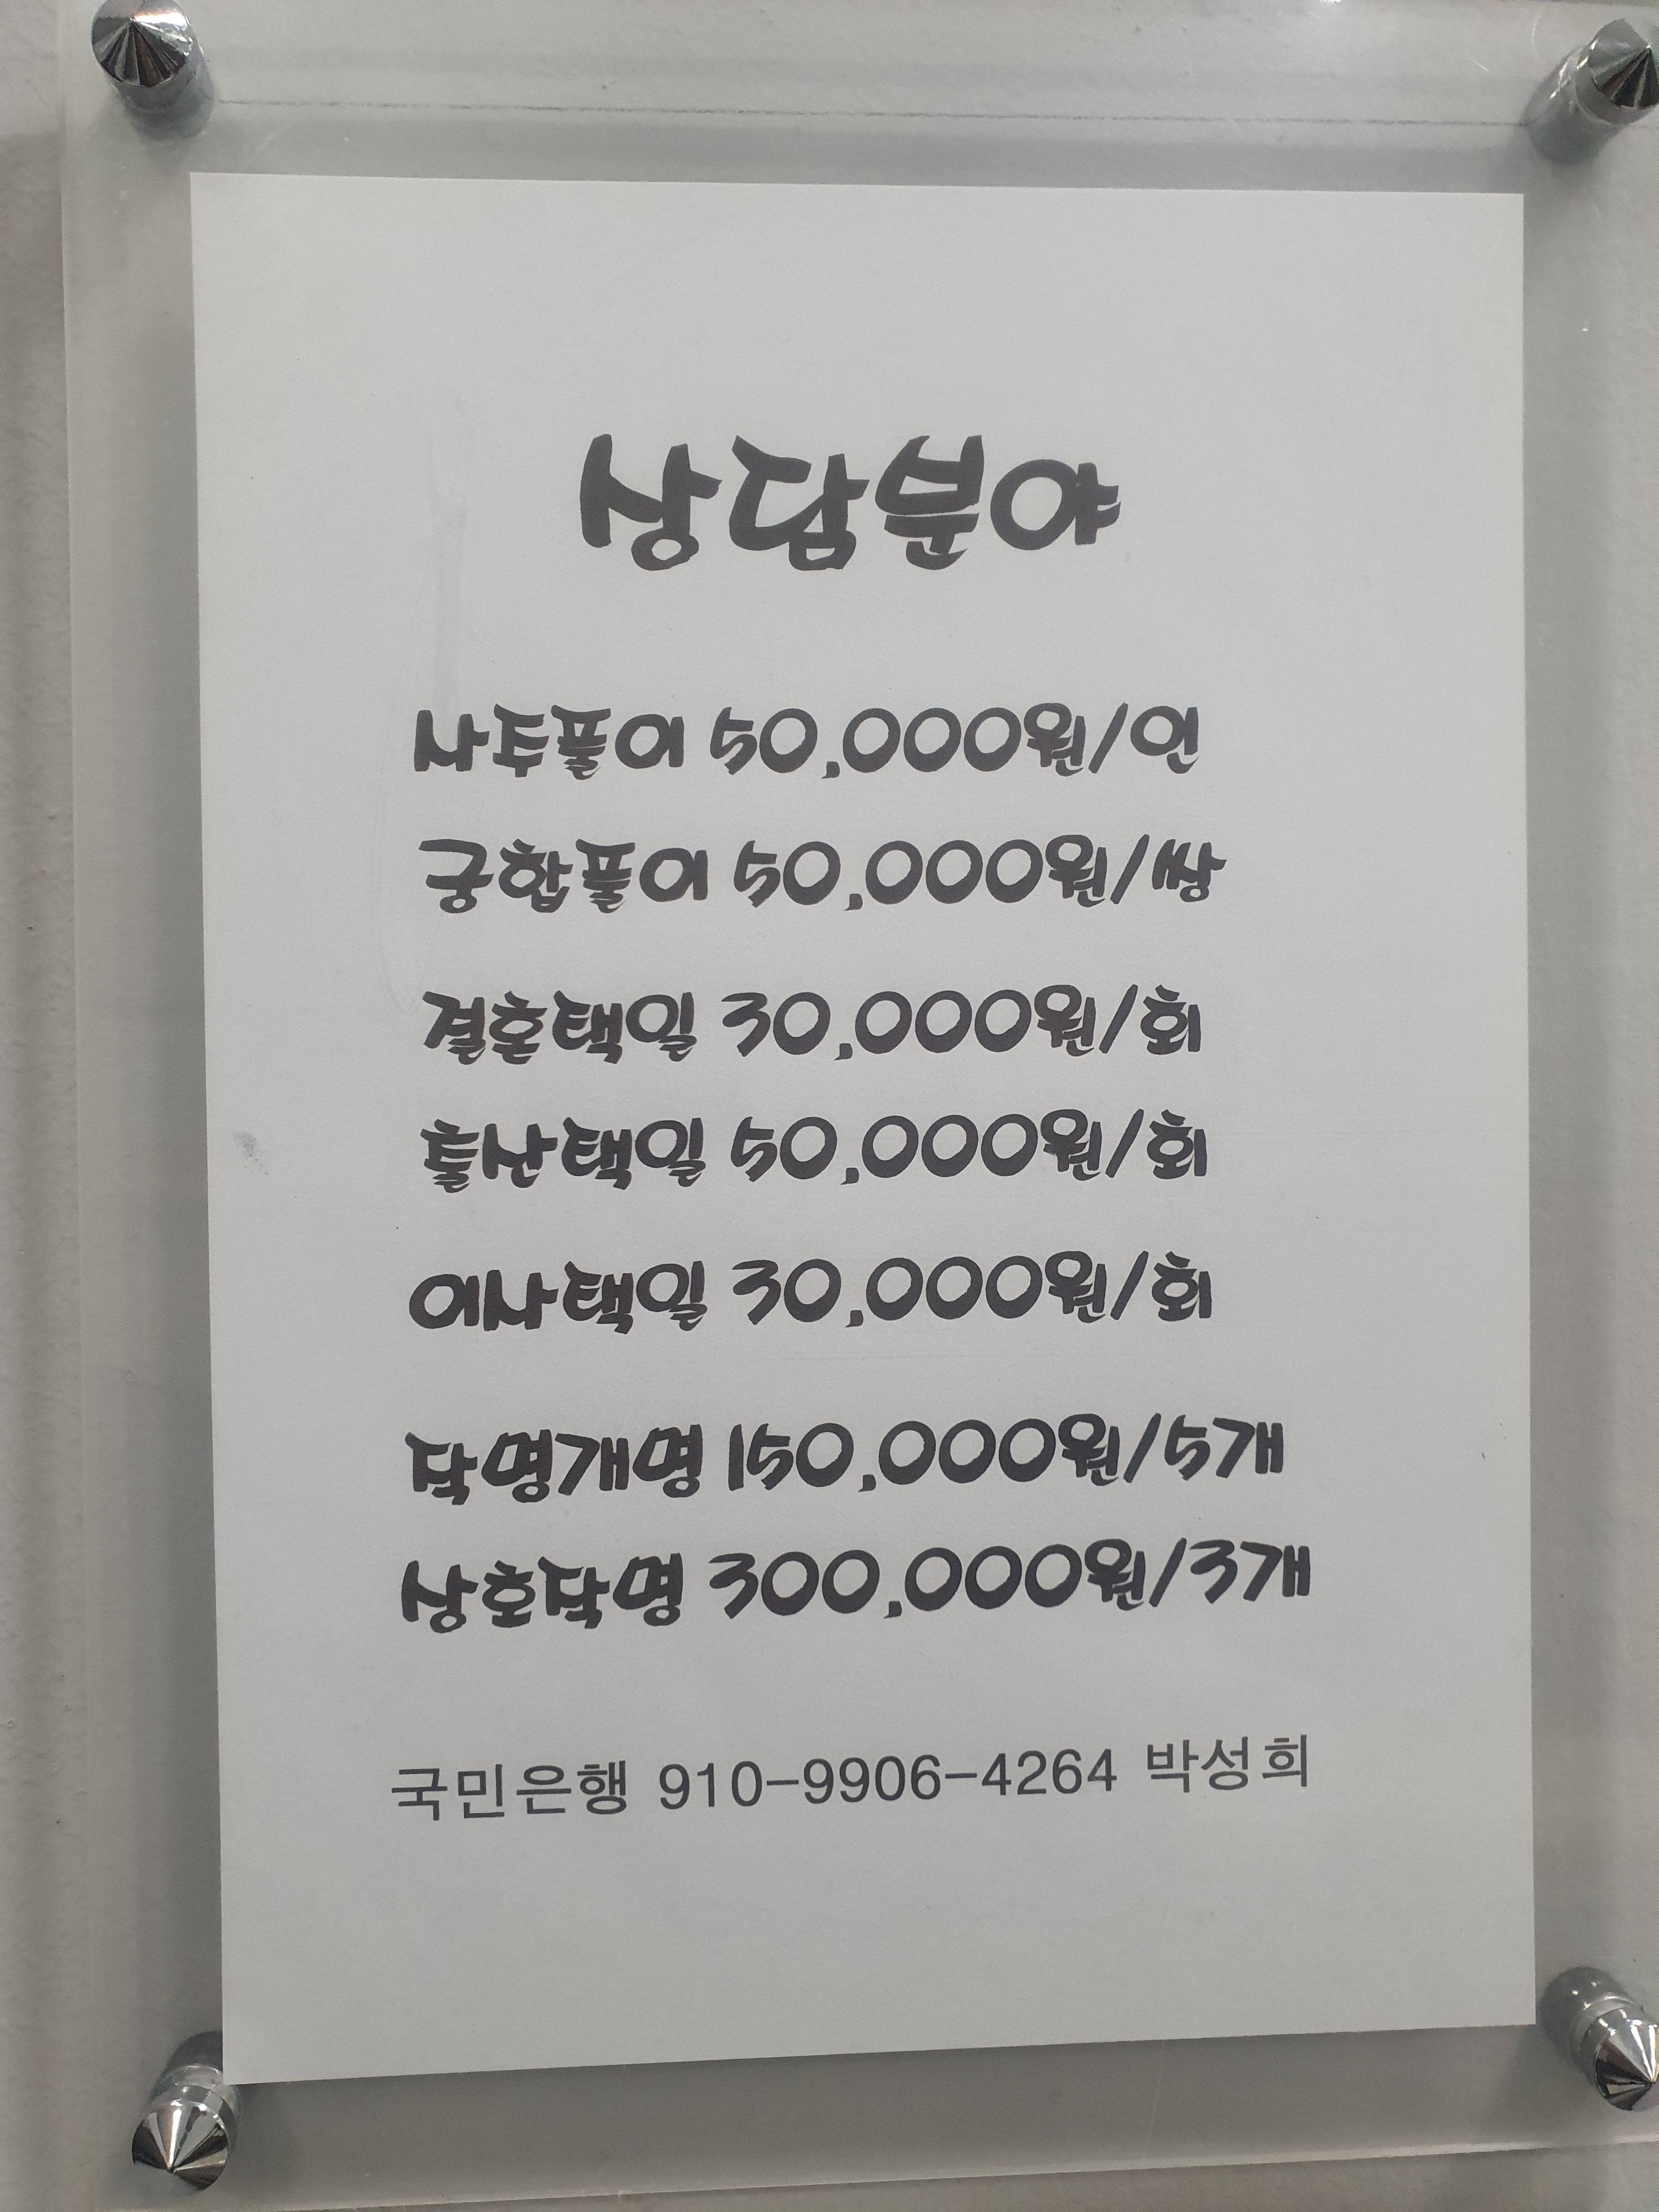 상담분야
사주풀이 50,000원/인
궁합풀이 50,000원/쌍
결혼택일 30,000원/회
출산택일 50,000원/회
이사택일 30,000원/회
작명개명 150,000원/5개
상호작명 300,000원/3개
국민은행 910-9906-4264 박성희